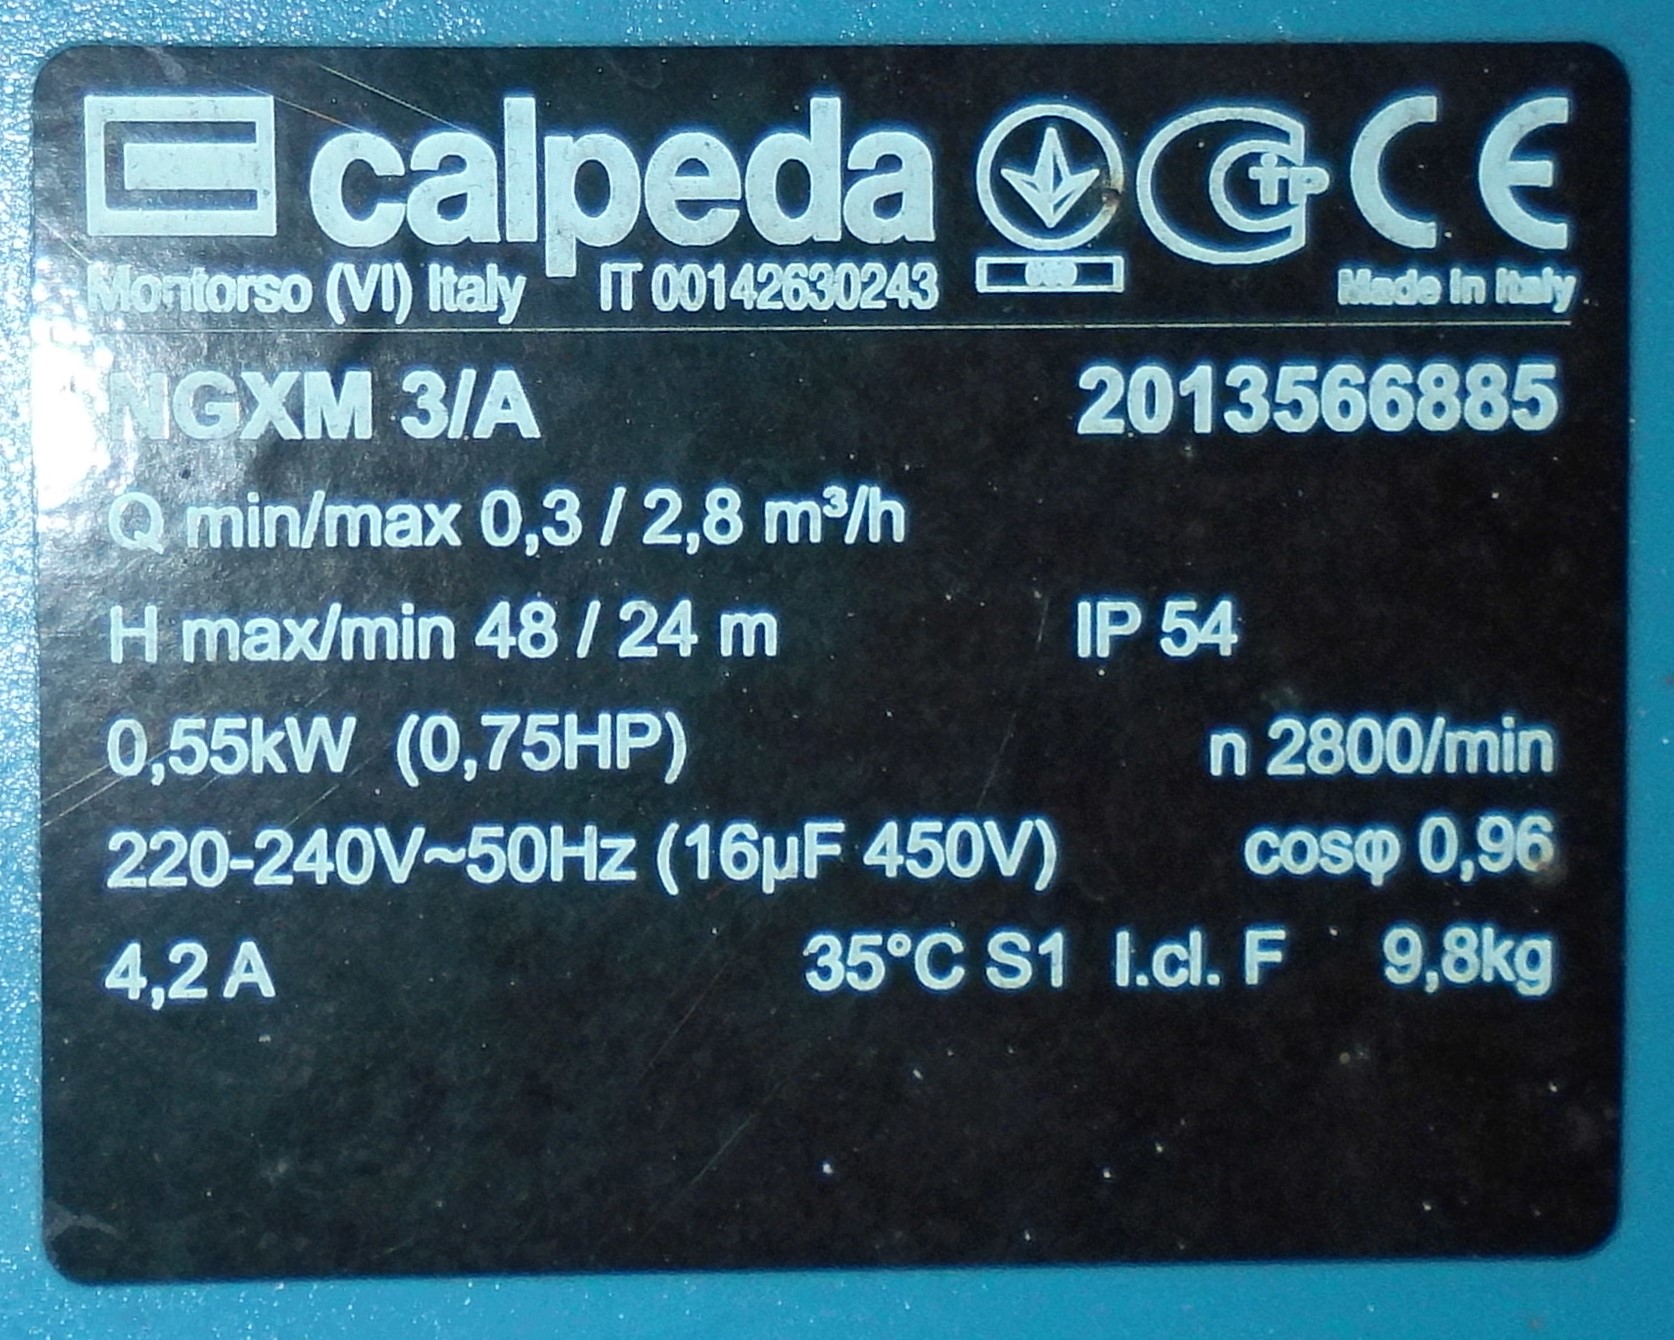 calpeda
CE
Montorso (VI) Italy IT 00142630243
Made in Italy
NGXM 3/A 2013566885
Q min/max 0,3 / 2,8 m³/h
H max/min 48 / 24 m IP 54
0,55kW (0,75HP) n 2800/min
220-240V~50Hz (16µF 450V) cosφ 0,96
4,2 A 35°C S1 I.cl. F 9,8kg